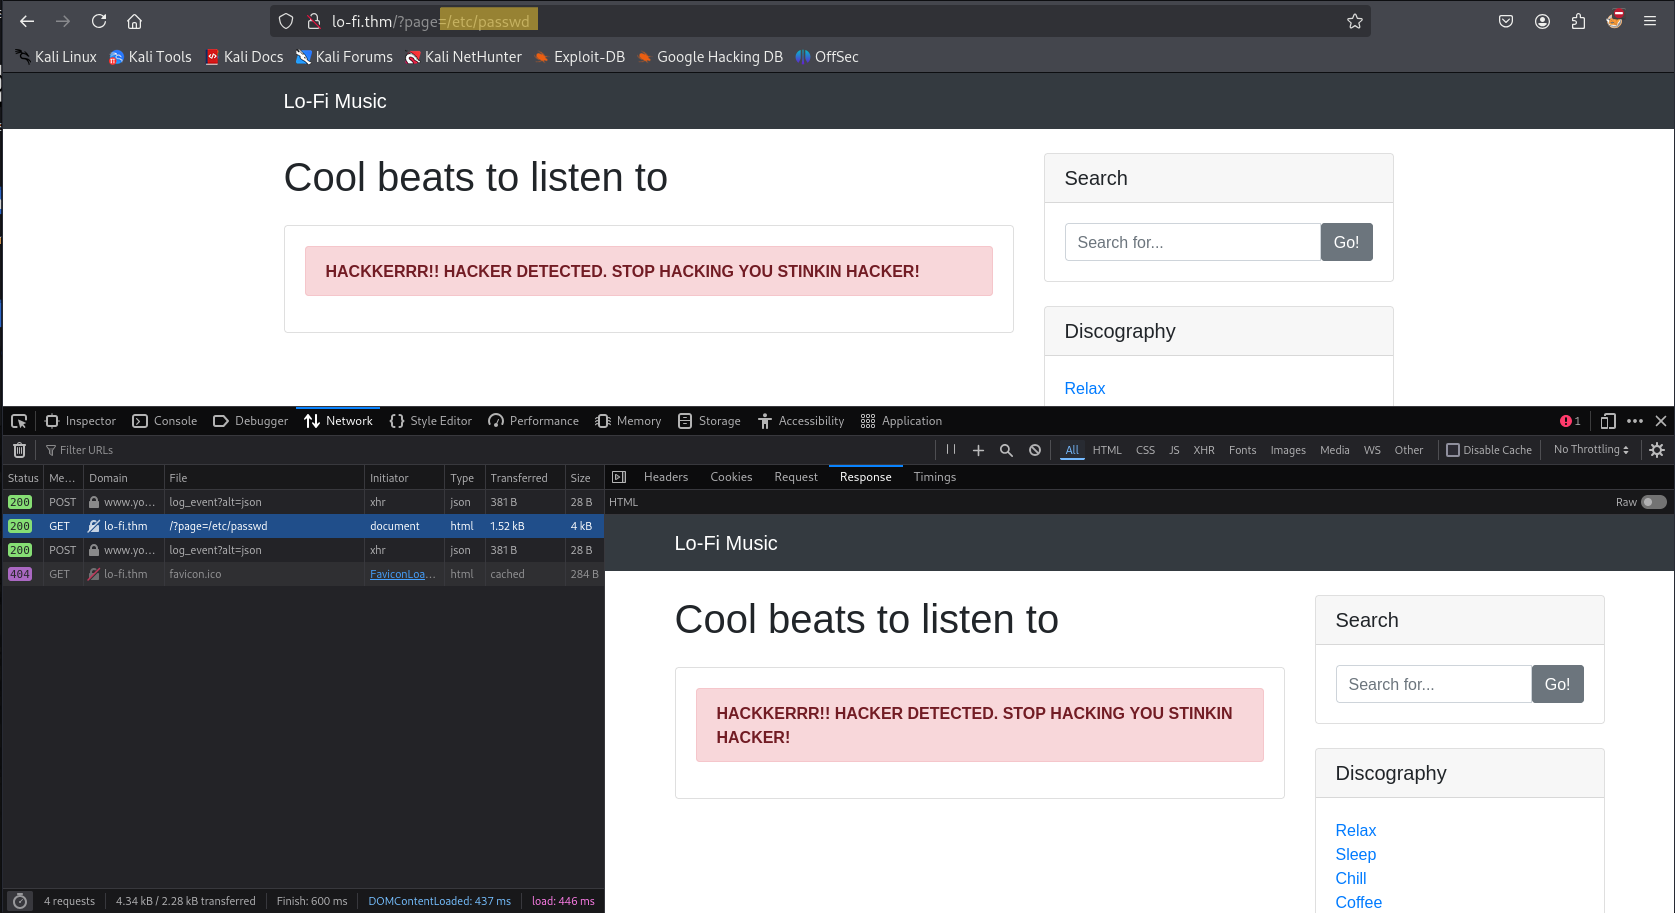 lo-fi.thm/?page=/etc/passwd
Kali Linux Kali Tools Kali Docs Kali Forums Kali NetHunter Exploit-DB Google Hacking DB OffSec
Lo-Fi Music
Cool beats to listen to
HACKKERRR!! HACKER DETECTED. STOP HACKING YOU STINKIN HACKER!
Search
Search for... Go!
Discography
Relax
Inspector Console Debugger Network Style Editor Performance Memory Storage Accessibility Application 1
Filter URLs All HTML CSS JS XHR Fonts Images Media WS Other Disable Cache No Throttling
Status Me... Domain File Initiator Type Transferred Size
200 POST www.yo... log_event?alt=json xhr json 381 B 28 B
200 GET lo-fi.thm /?page=/etc/passwd document html 1.52 kB 4 kB
200 POST www.yo... log_event?alt=json xhr json 381 B 28 B
404 GET lo-fi.thm favicon.ico FaviconLoa... html cached 284 B
4 requests 4.34 kB / 2.28 kB transferred Finish: 600 ms DOMContentLoaded: 437 ms load: 446 ms
Headers Cookies Request Response Timings
HTML Raw
Lo-Fi Music
Cool beats to listen to
HACKKERRR!! HACKER DETECTED. STOP HACKING YOU STINKIN
HACKER!
Search
Search for... Go!
Discography
Relax
Sleep
Chill
Coffee